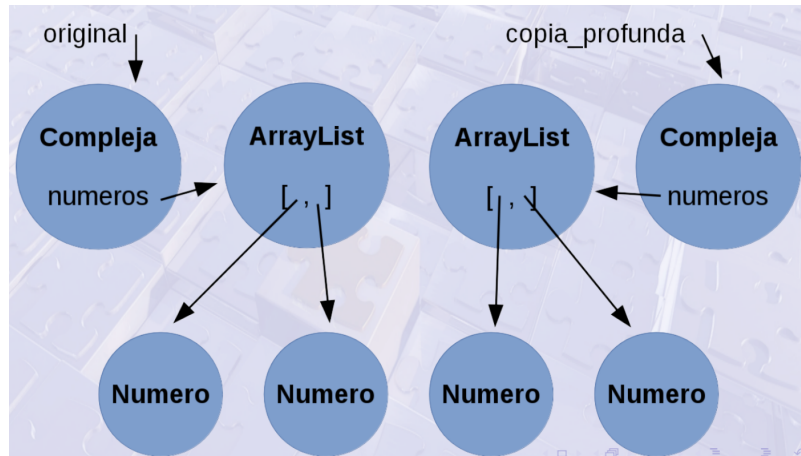 original
copia_profunda
Compleja
ArrayList
ArrayList
Compleja
numeros
[ , ]
[ , ]
numeros
Numero
Numero
Numero
Numero